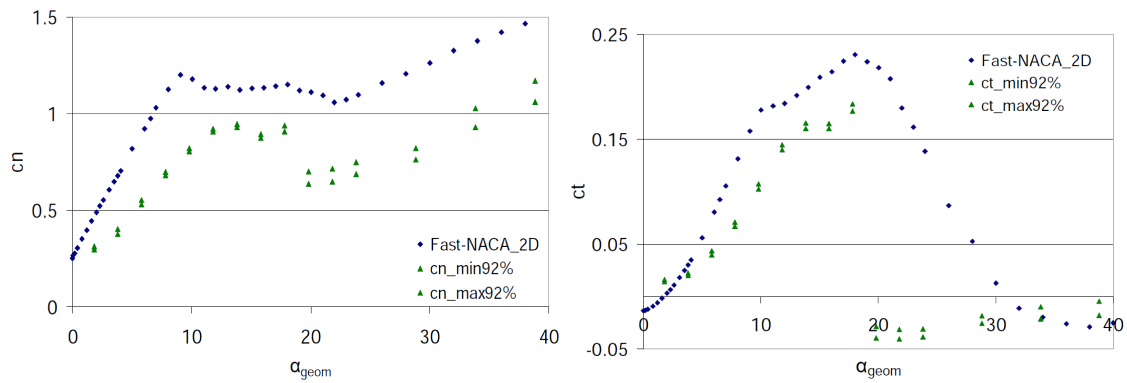 1.5
1
0.5
0
cn
0 10 20 30 40
αgeom
Fast-NACA_2D
cn_min92%
cn_max92%
0.25
0.15
0.05
-0.05
ct
0 10 20 30 40
αgeom
Fast-NACA_2D
ct_min92%
ct_max92%